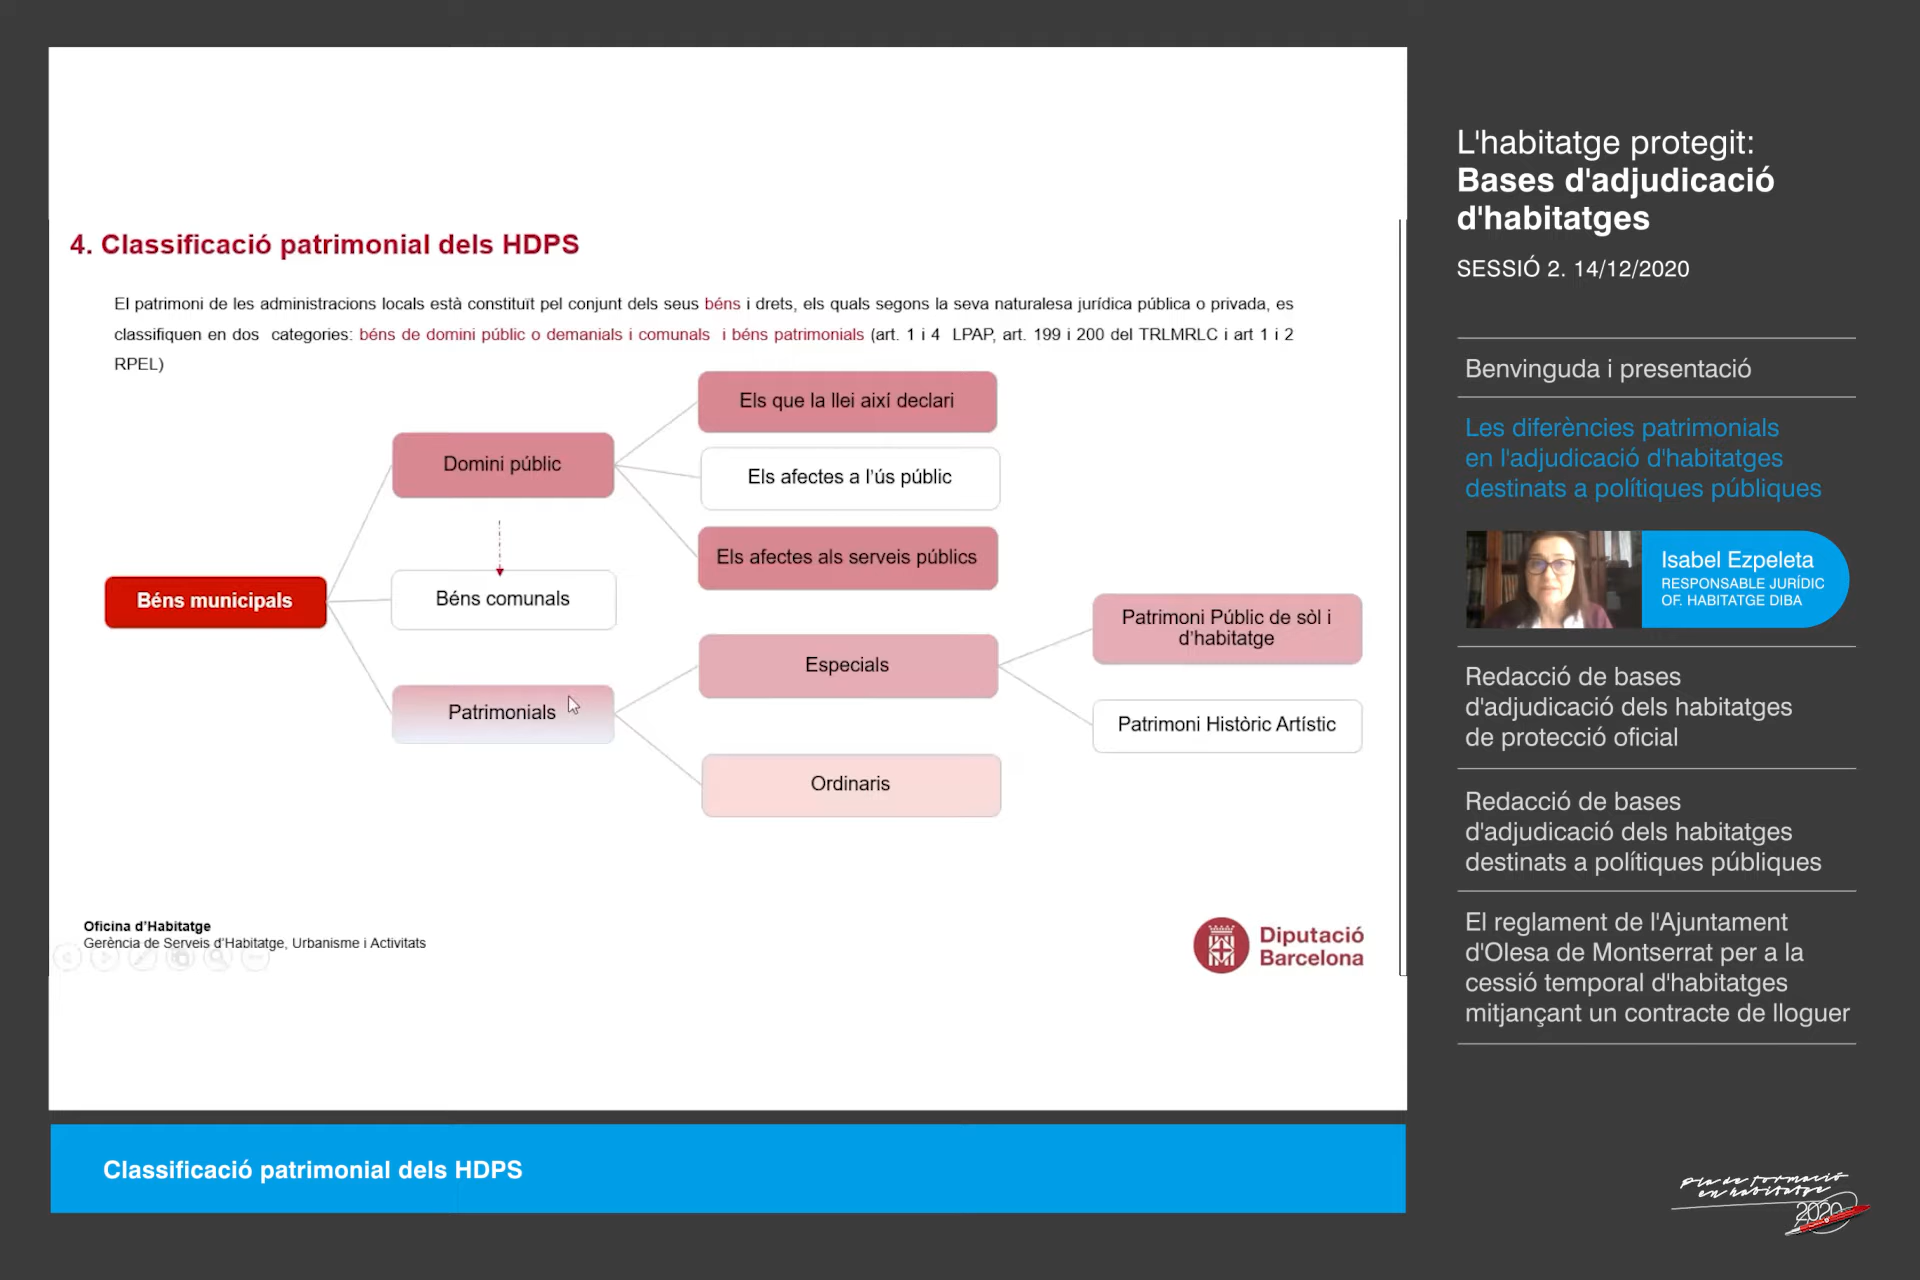 4. Classificació patrimonial dels HDPS
El patrimoni de les administracions locals està constituït pel conjunt dels seus béns i drets, els quals segons la seva naturalesa jurídica pública o privada, es
classifiquen en dos categories: béns de domini públic o demanials i comunals i béns patrimonials (art. 1 i 4 LPAP, art. 199 i 200 del TRLMRLC i art 1 i 2
RPEL)
Els que la llei així declari
Domini públic
Els afectes a l'ús públic
Els afectes als serveis públics
Béns municipals
Béns comunals
Patrimoni Públic de sòl i
d'habitatge
Especials
Patrimonials
Patrimoni Històric Artístic
Ordinaris
Oficina d'Habitatge
Gerència de Serveis d'Habitatge, Urbanisme i Activitats
Diputació
Barcelona
Classificació patrimonial dels HDPS
L'habitatge protegit:
Bases d'adjudicació
d'habitatges
SESSIÓ 2. 14/12/2020
Benvinguda i presentació
Les diferències patrimonials
en l'adjudicació d'habitatges
destinats a polítiques públiques
Isabel Ezpeleta
RESPONSABLE JURÍDIC
OF. HABITATGE DIBA
Redacció de bases
d'adjudicació dels habitatges
de protecció oficial
Redacció de bases
d'adjudicació dels habitatges
destinats a polítiques públiques
El reglament de l'Ajuntament
d'Olesa de Montserrat per a la
cessió temporal d'habitatges
mitjançant un contracte de lloguer
pla de formació
en habitatge
2020